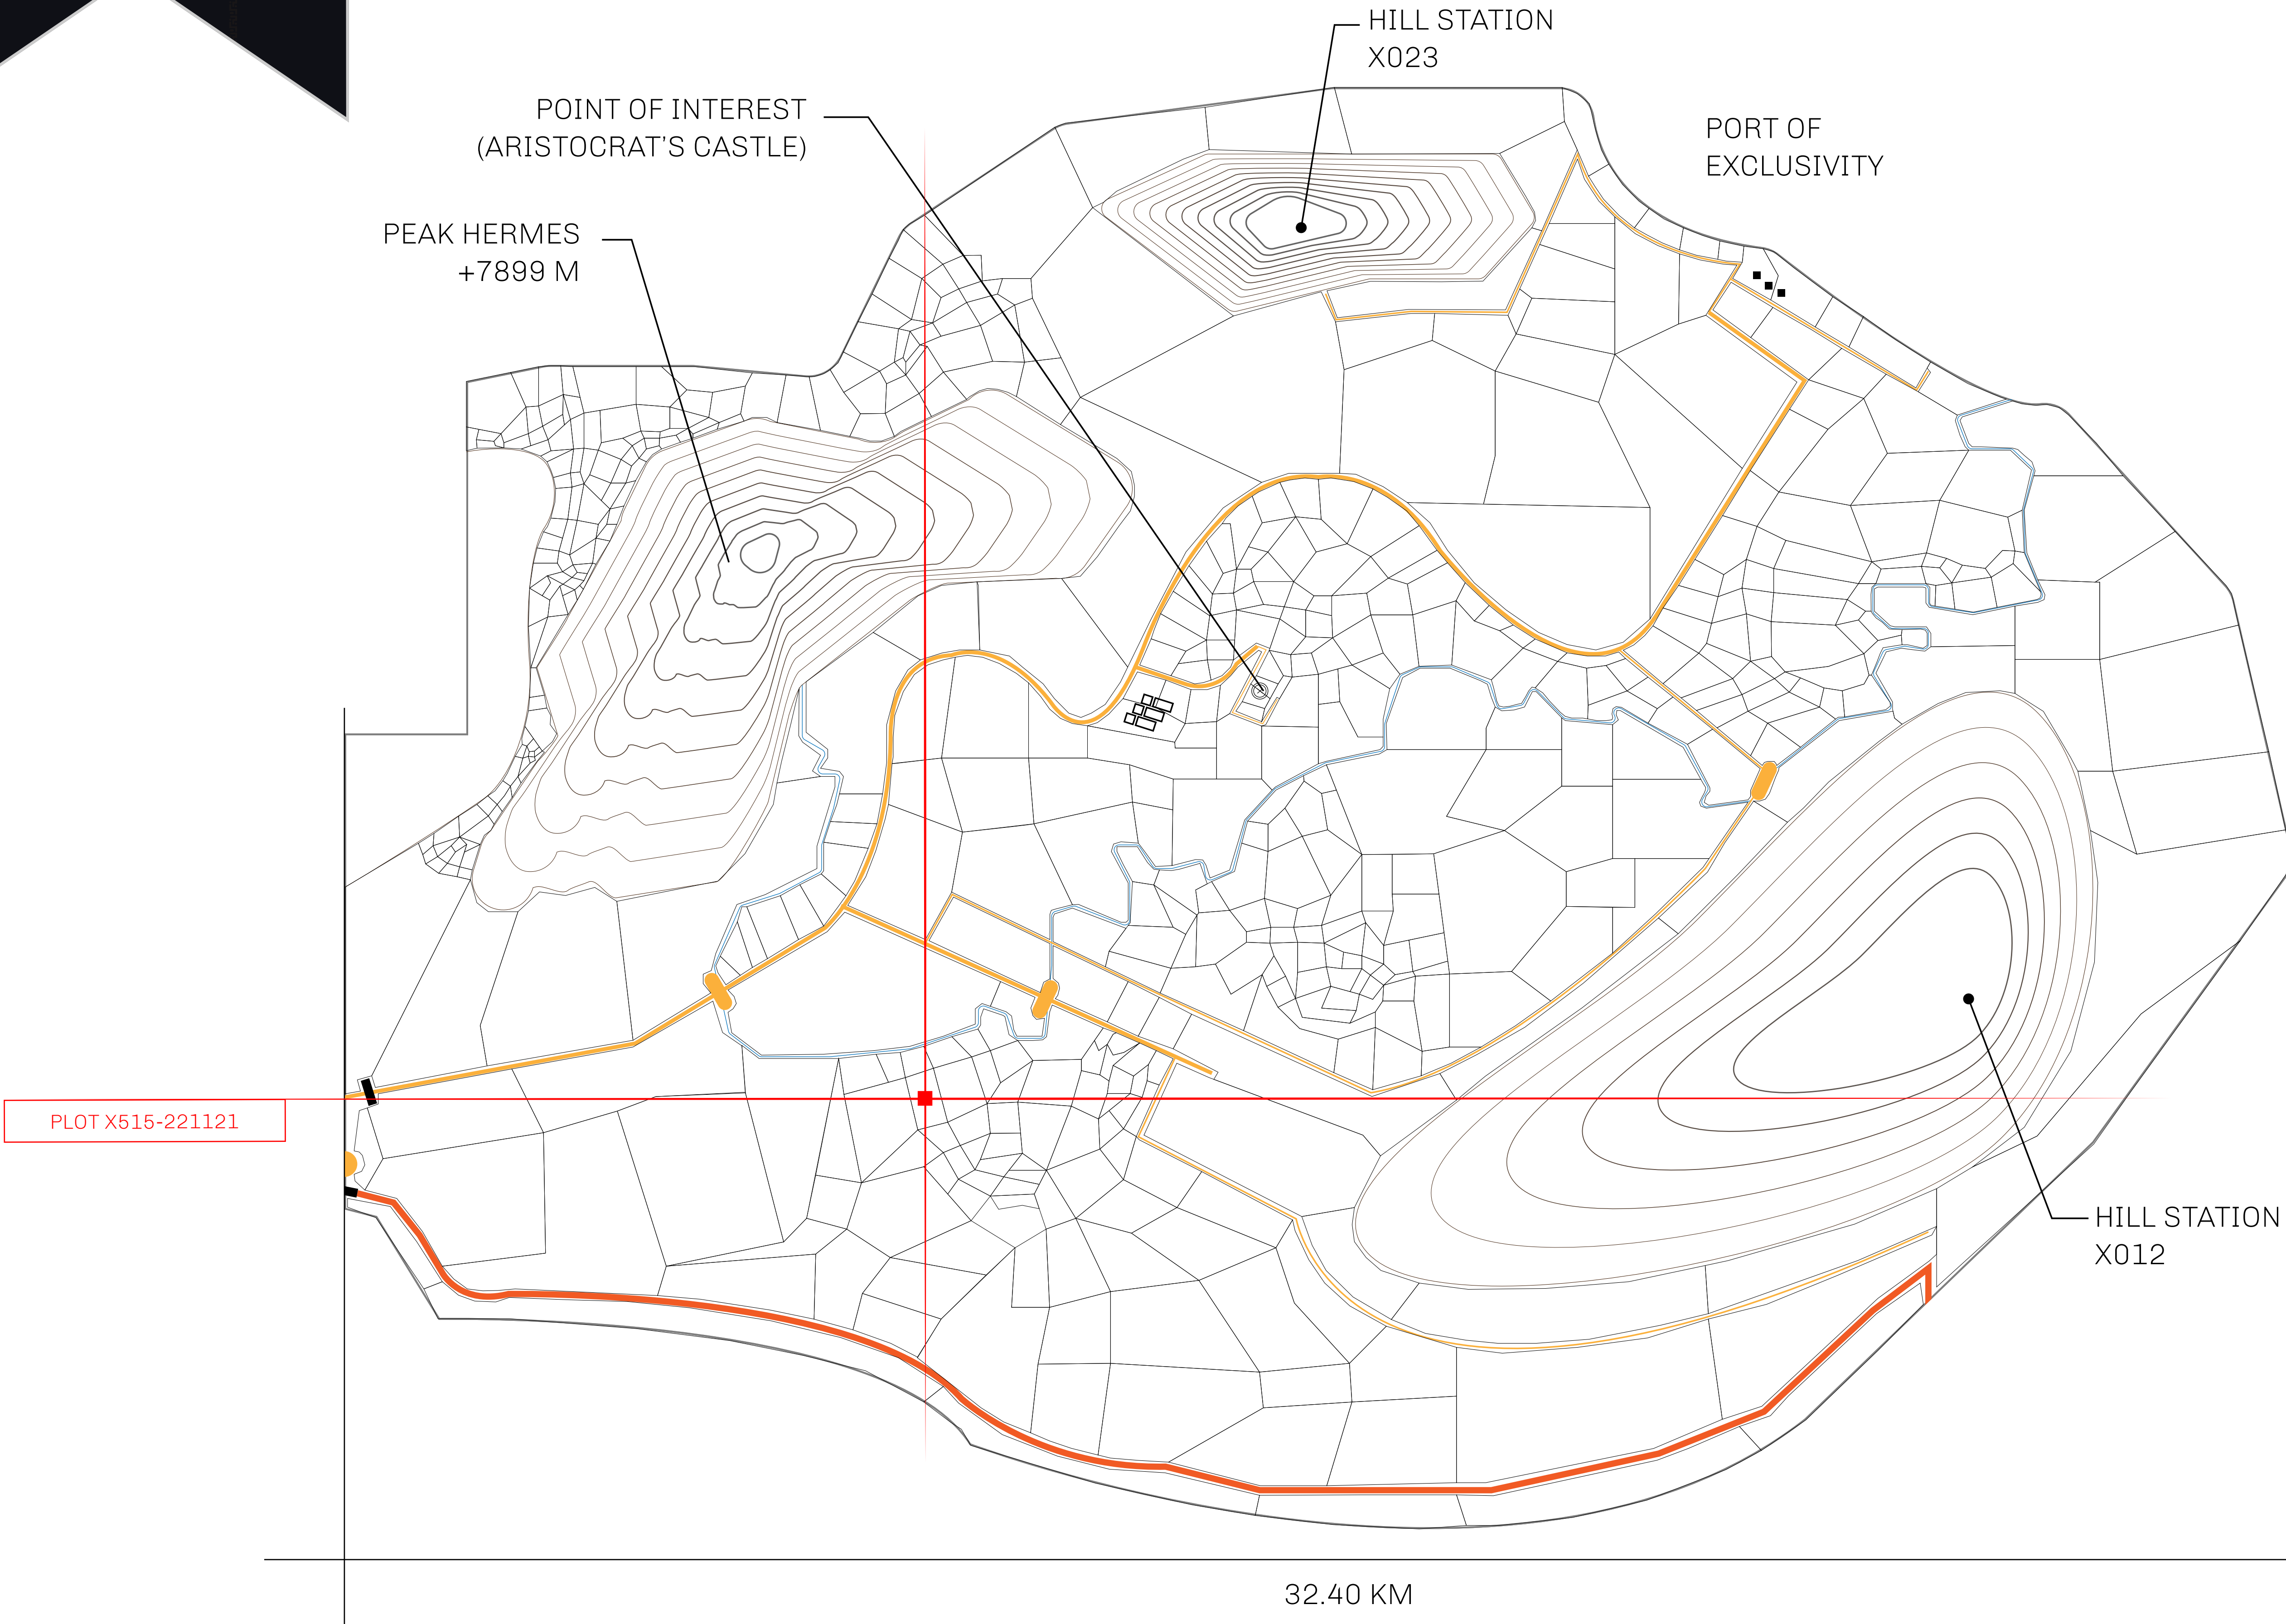 HILL STATION
X023
POINT OF INTEREST
(ARISTOCRAT'S CASTLE)
PORT OF
EXCLUSIVITY
PEAK HERMES
+7899 M
PLOT X515-221121
HILL STATION
X012
32.40 KM